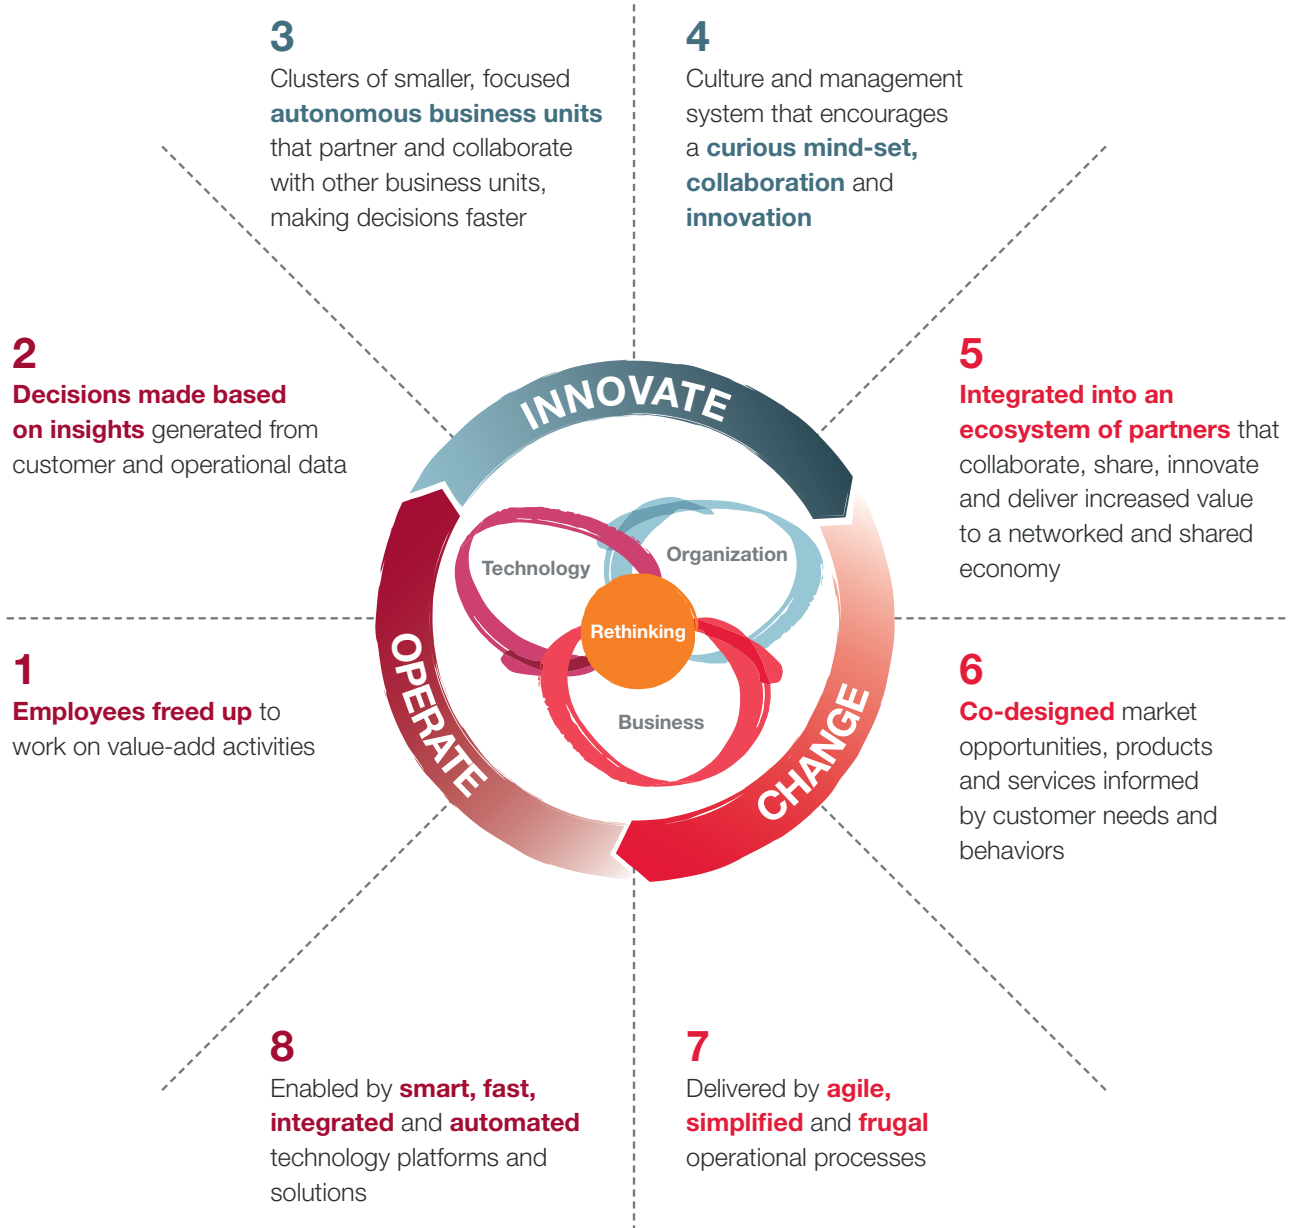 3
Clusters of smaller, focused
autonomous business units
that partner and collaborate
with other business units,
making decisions faster
4
Culture and management
system that encourages
a curious mind-set,
collaboration and
innovation
2
Decisions made based
on insights generated from
customer and operational data
5
Integrated into an
ecosystem of partners that
collaborate, share, innovate
and deliver increased value
to a networked and shared
economy
INNOVATE
Technology
Organization
Rethinking
Business
OPERATE
CHANGE
1
Employees freed up to
work on value-add activities
6
Co-designed market
opportunities, products
and services informed
by customer needs and
behaviors
8
Enabled by smart, fast,
integrated and automated
technology platforms and
solutions
7
Delivered by agile,
simplified and frugal
operational processes